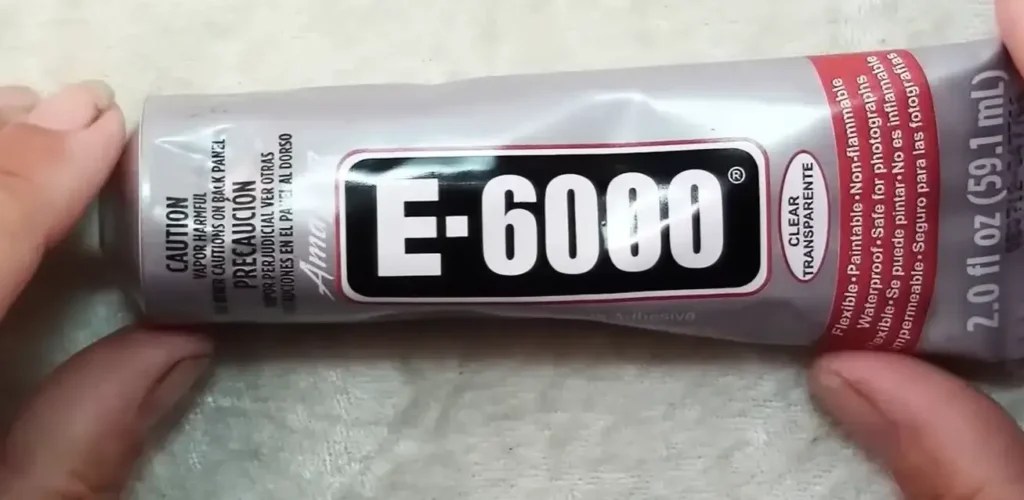 CAUTION
VAPOR HARMFUL
OTHER CAUTIONS ON BACK PANEL
PRECAUCIÓN
VAPOR PERJUDICIAL VER OTRAS
EN EL PANEL AL DORSO
E-6000®
CLEAR
TRANSPARENTE
Flexible • Paintable • Non-flammable
Waterproof • Safe for photographs
Flexible • Se puede pintar • No es inflamable
Impermeable • Seguro para las fotografías
2.0 fl oz (59.1 mL)